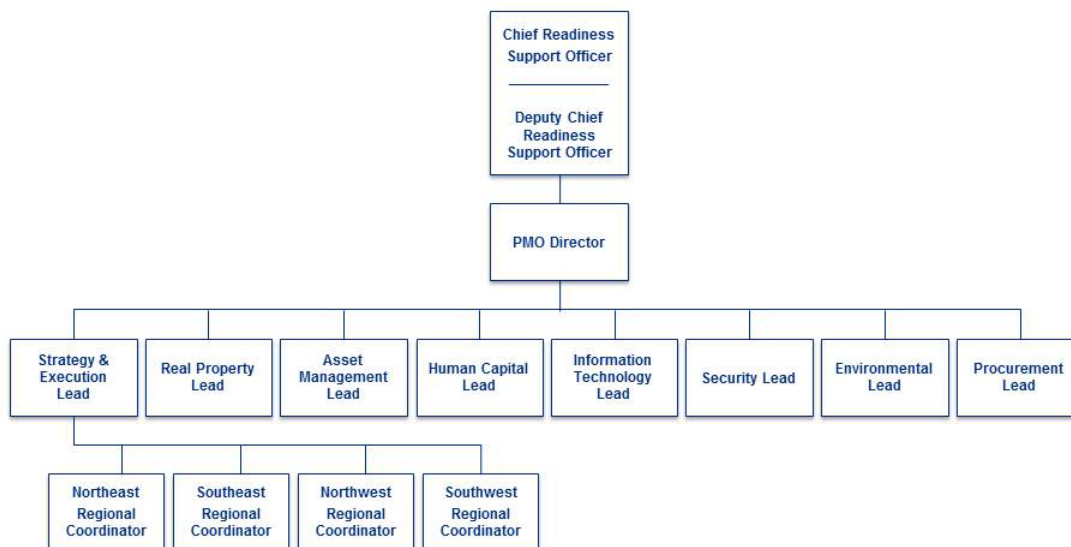 Chief Readiness
Support Officer
Deputy Chief
Readiness
Support Officer
PMO Director
Strategy &
Execution
Lead
Real Property
Lead
Asset
Management
Lead
Human Capital
Lead
Information
Technology
Lead
Security Lead
Environmental
Lead
Procurement
Lead
Northeast
Regional
Coordinator
Southeast
Regional
Coordinator
Northwest
Regional
Coordinator
Southwest
Regional
Coordinator